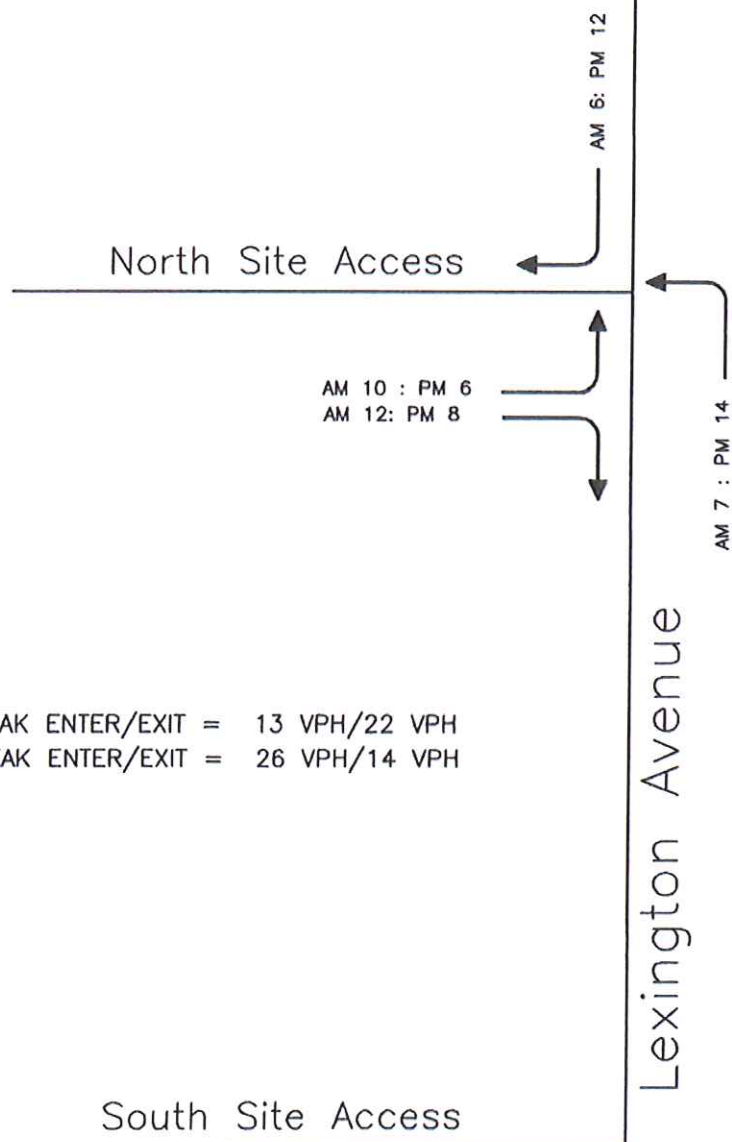 AM 6: PM 12
North Site Access
AM 10 : PM 6
AM 12: PM 8
AM 7 : PM 14
ENTER/EXIT = 13 VPH/22 VPH
ENTER/EXIT = 26 VPH/14 VPH
Lexington Avenue
South Site Access